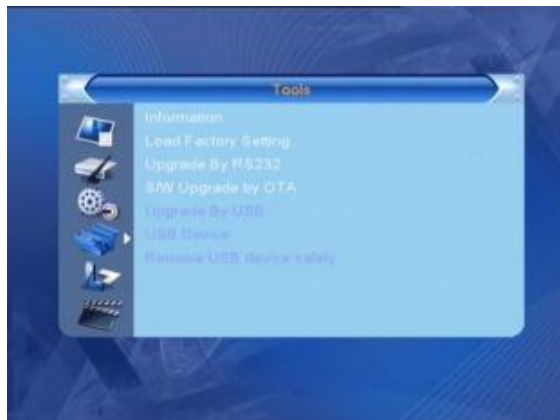 Tools
Information
Load Factory Setting
Upgrade By RS232
S/W Upgrade by OTA
Upgrade By USB
USB Device
Remove USB device safely